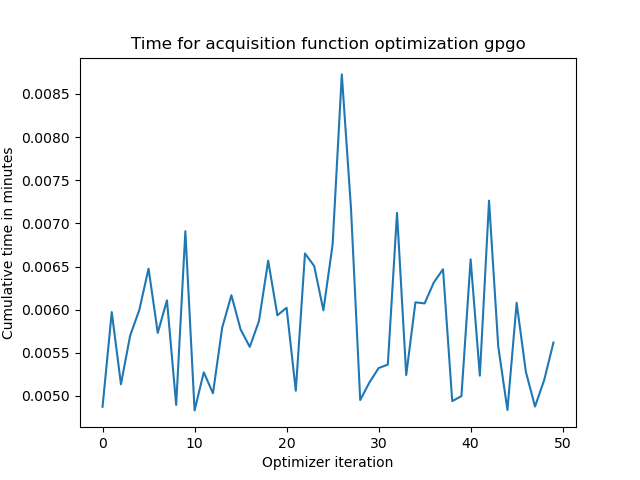 Time for acquisition function optimization gpgo
Cumulative time in minutes
0.0085
0.0080
0.0075
0.0070
0.0065
0.0060
0.0055
0.0050
0 10 20 30 40 50
Optimizer iteration